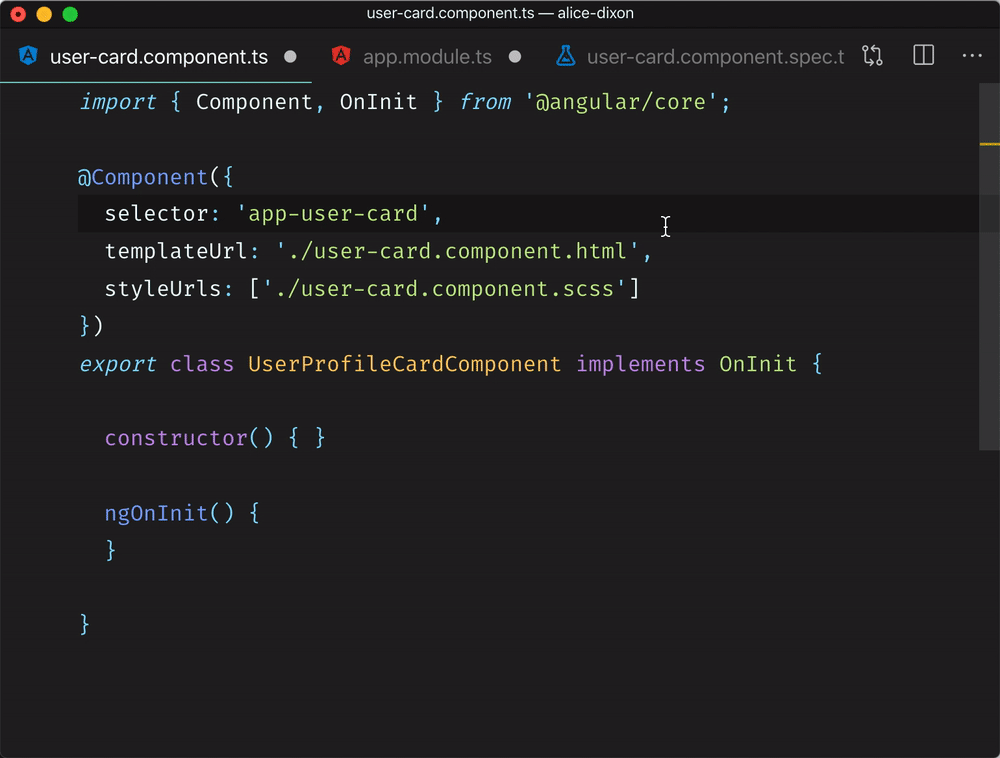 user-card.component.ts — alice-dixon
user-card.component.ts app.module.ts user-card.component.spec.t
import { Component, OnInit } from '@angular/core';
@Component({
selector: 'app-user-card',
templateUrl: './user-card.component.html',
styleUrls: ['./user-card.component.scss']
})
export class UserProfileCardComponent implements OnInit {
constructor() { }
ngOnInit() {
}
}